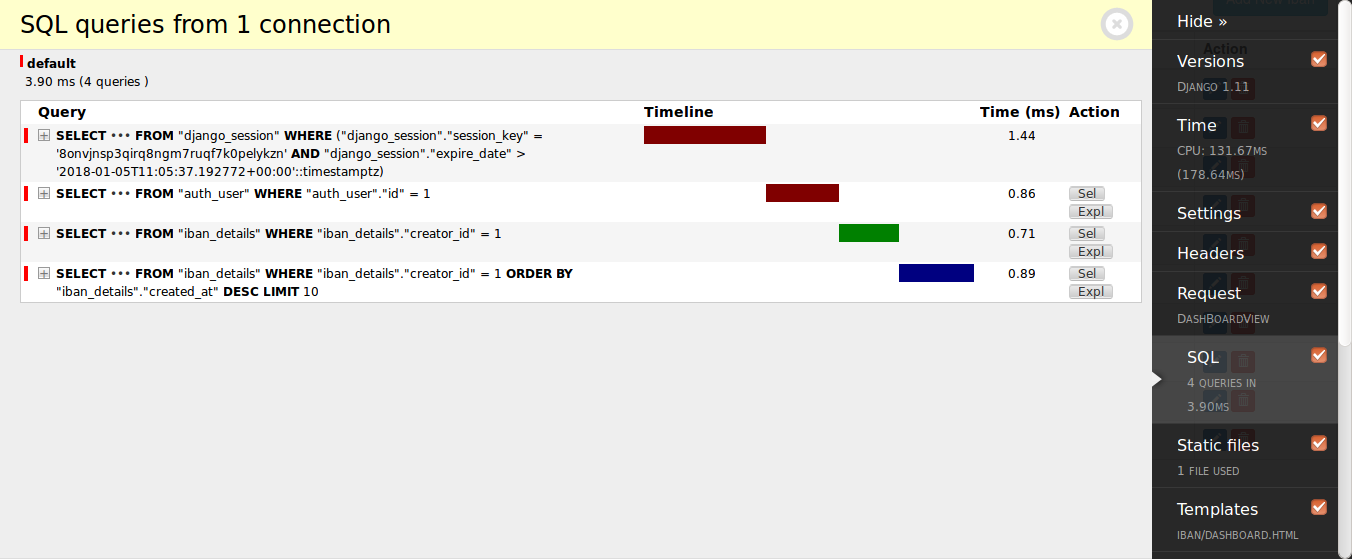 SQL queries from 1 connection
default
3.90 ms (4 queries )
Query Timeline Time (ms) Action
SELECT ••• FROM "django_session" WHERE ("django_session"."session_key" = 1.44
'8onvjnsp3qirq8ngm7ruqf7k0pelykzn' AND "django_session"."expire_date" >
'2018-01-05T11:05:37.192772+00:00'::timestamptz)
SELECT ••• FROM "auth_user" WHERE "auth_user"."id" = 1 0.86 Sel
Expl
SELECT ••• FROM "iban_details" WHERE "iban_details"."creator_id" = 1 0.71 Sel
Expl
SELECT ••• FROM "iban_details" WHERE "iban_details"."creator_id" = 1 ORDER BY 0.89 Sel
"iban_details"."created_at" DESC LIMIT 10 Expl
Hide »
Action
Versions
Django 1.11
Time
CPU: 131.67ms
(178.64ms)
Settings
Headers
Request
DashBoardView
SQL
4 queries in
3.90ms
Static files
1 file used
Templates
iban/dashboard.html